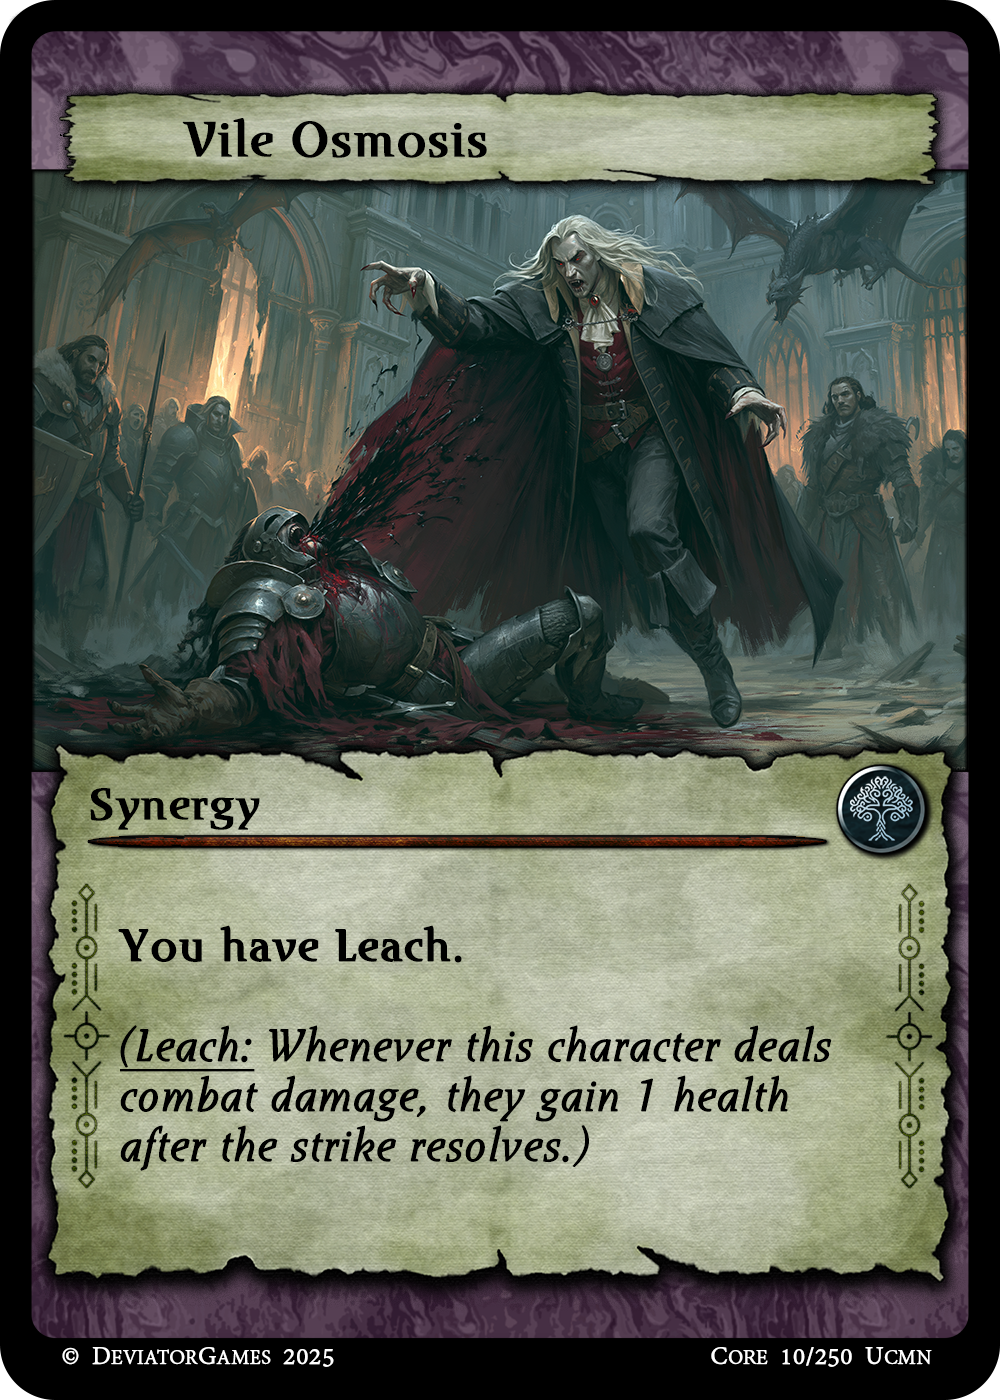 Vile Osmosis
Synergy
You have Leach.
(Leach: Whenever this character deals
combat damage, they gain 1 health
after the strike resolves.)
© DeviatorGames 2025
Core 10/250 Ucmn